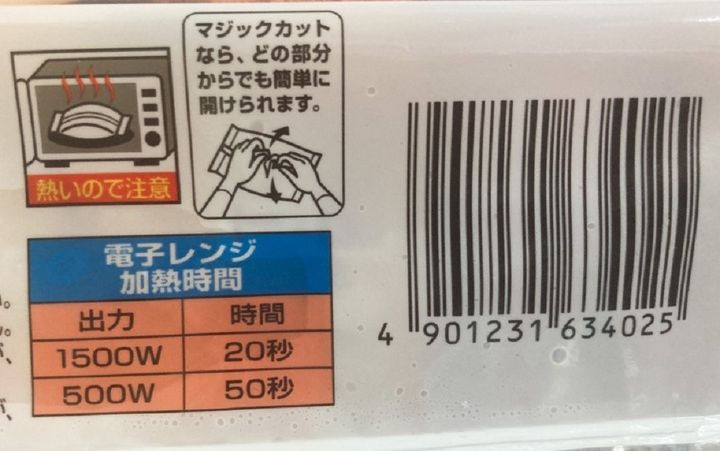 マジックカット
なら、どの部分
からでも簡単に
開けられます。
熱いので注意
電子レンジ
加熱時間
出力 時間
1500W 20秒
500W 50秒
4 901231 634025